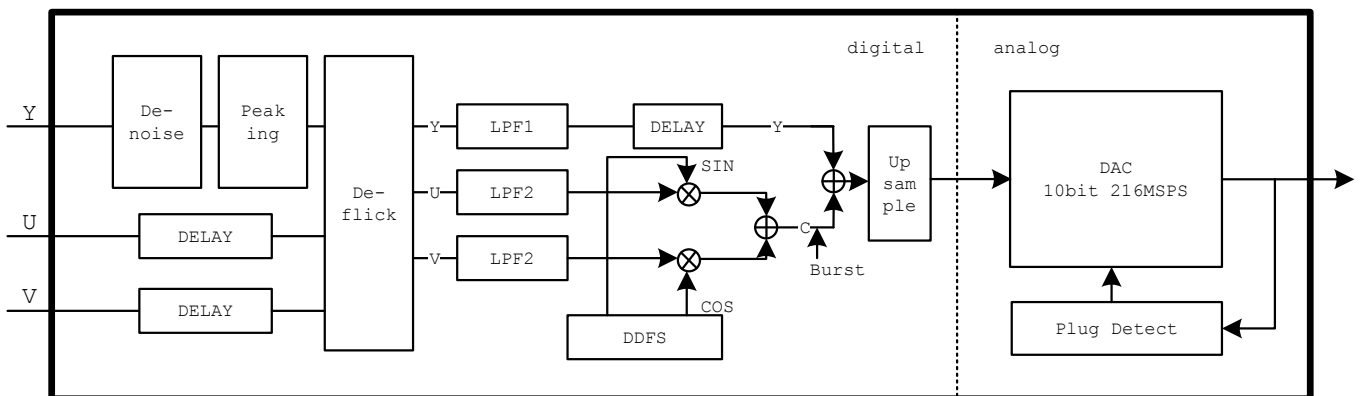 digital
analog
Y
De-
noise
Peak
ing
De-
flick
Y
LPF1
DELAY
Y
Up
sam
ple
DAC
10bit 216MSPS
SIN
U
LPF2
U
DELAY
V
LPF2
C
Burst
V
DELAY
COS
DDFS
Plug Detect